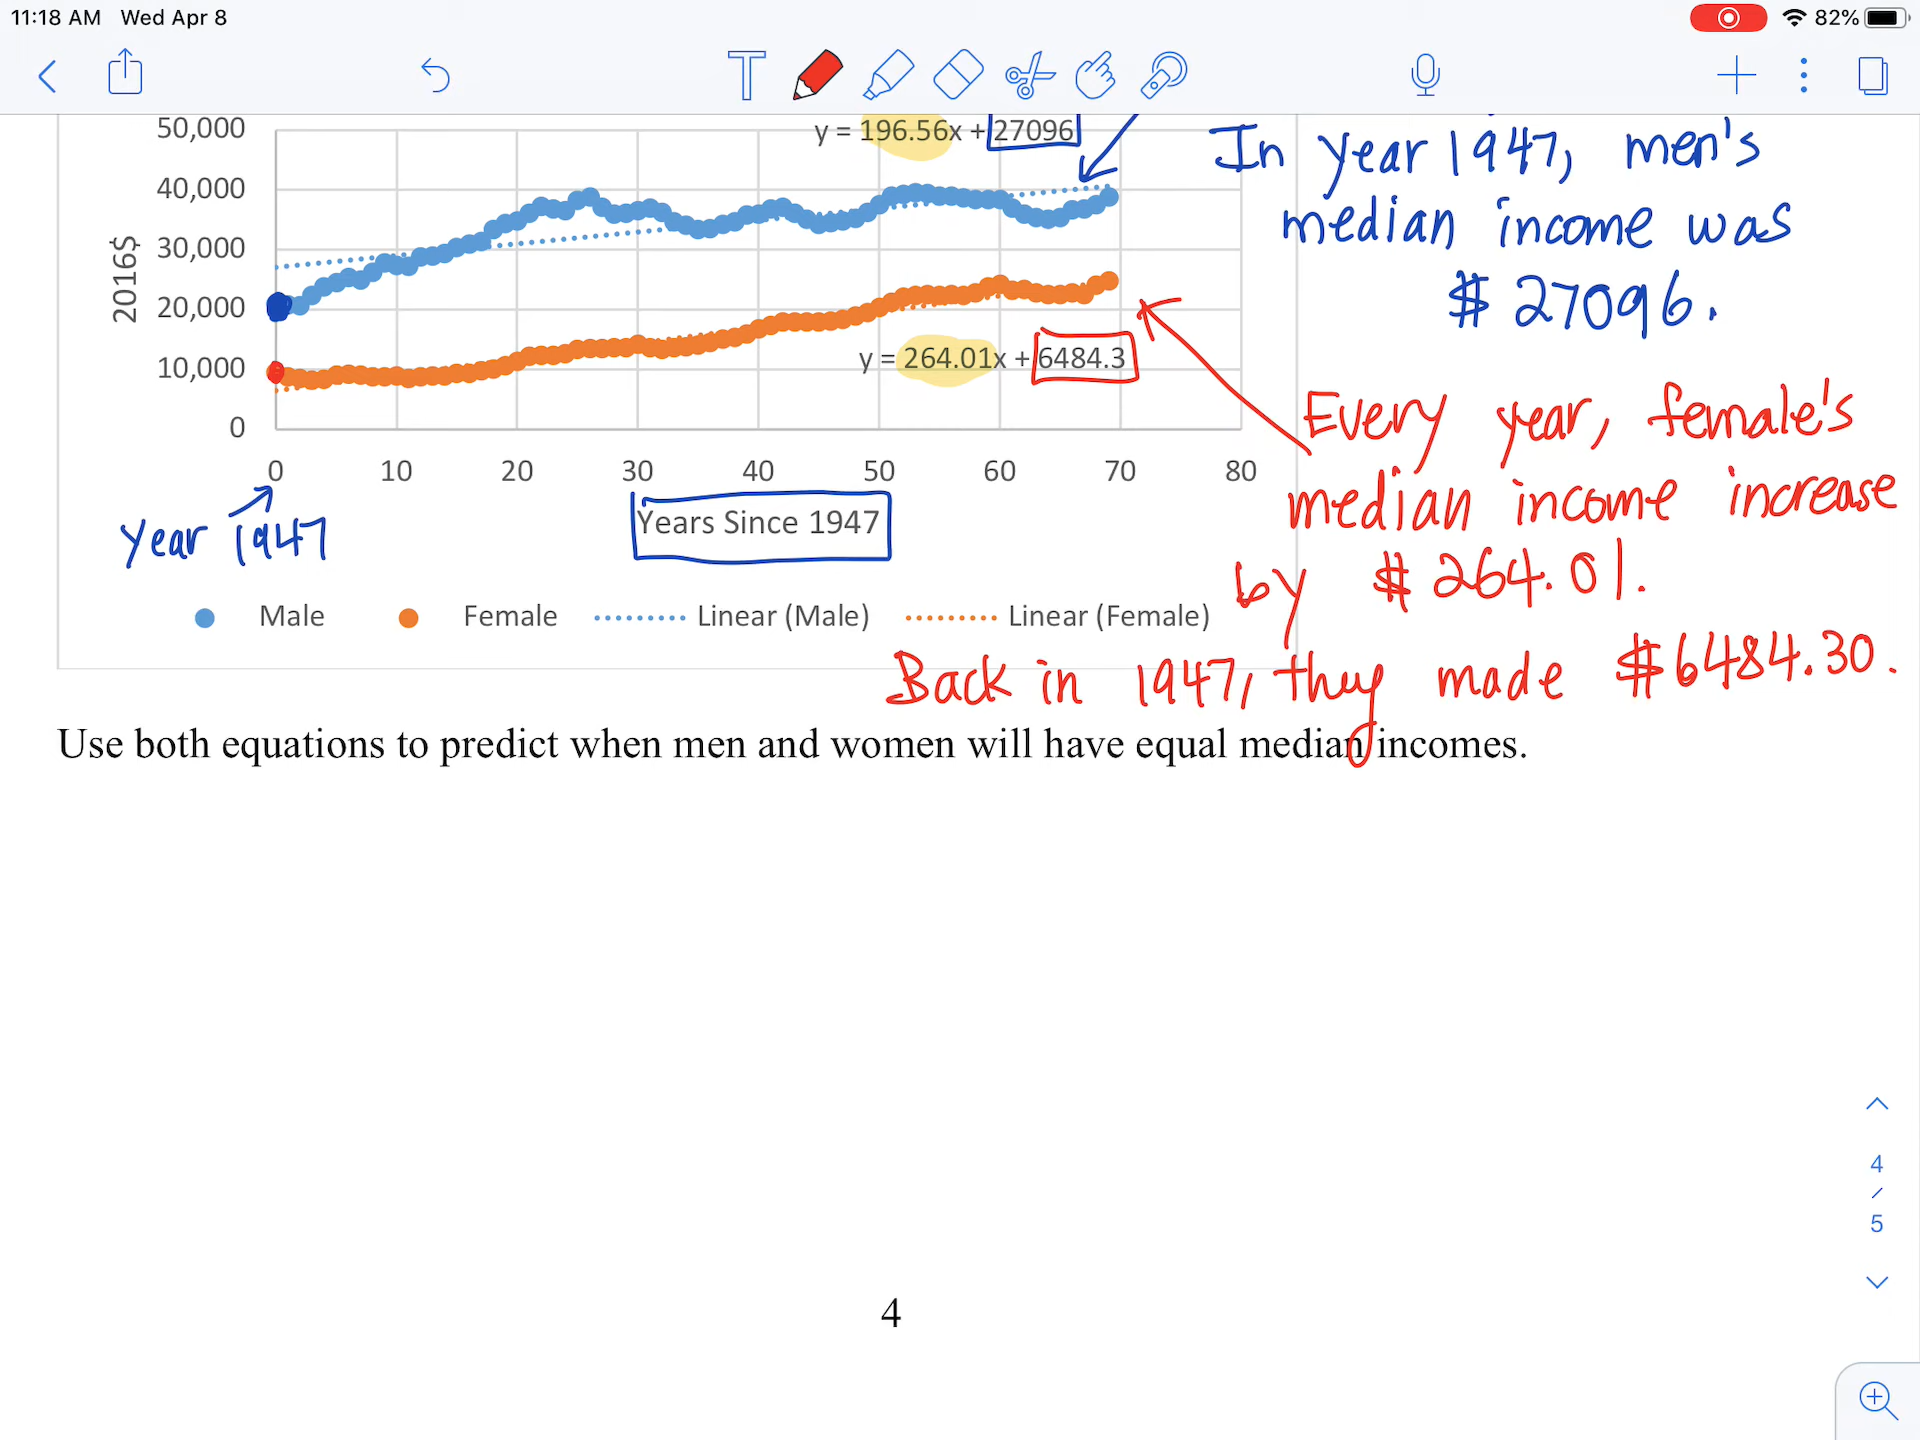 11:18 AM Wed Apr 8
82%
T
50,000
y = 196.56x + 27096
In year 1947, men's
40,000
median income was
30,000
$ 27096.
2016$
20,000
10,000
y = 264.01x + 6484.3
Every year, female's
0
0 10 20 30 40 50 60 70 80
median income increase
Year 1947
Years Since 1947
by $ 264.01.
Male Female Linear (Male) Linear (Female)
Back in 1947, they made $6484.30.
Use both equations to predict when men and women will have equal median incomes.
4
/
5
4